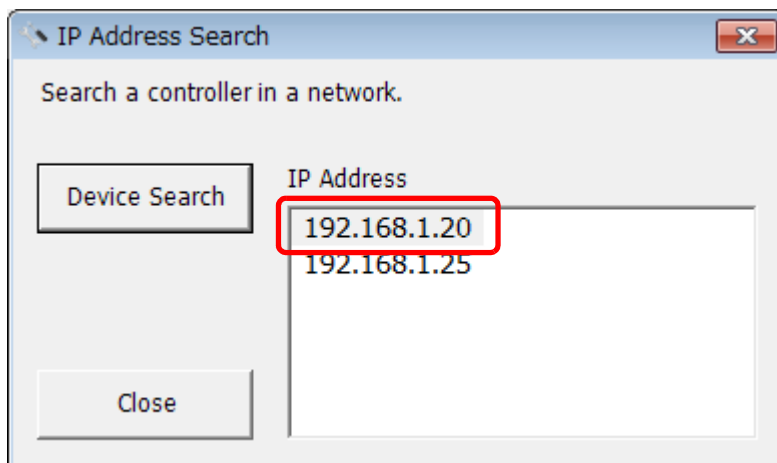 IP Address Search
Search a controller in a network.
Device Search
IP Address
192.168.1.20
192.168.1.25
Close